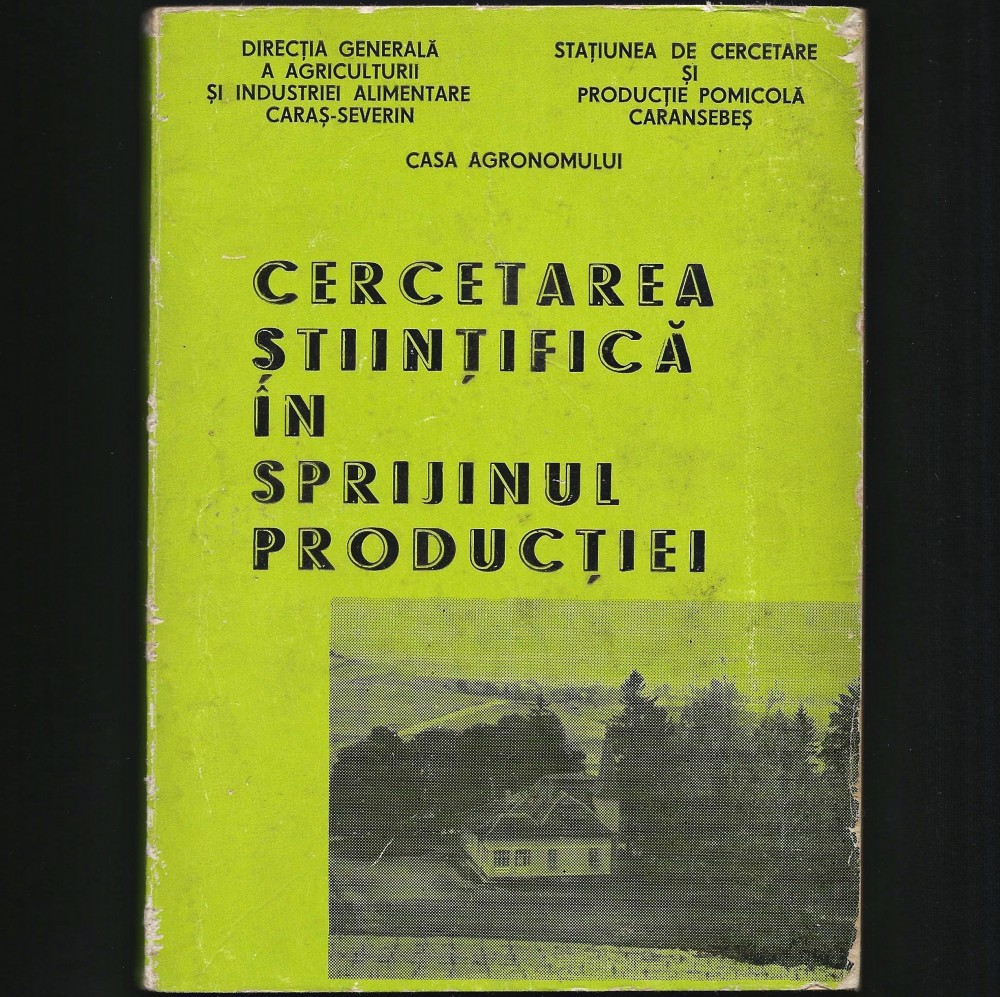 DIRECȚIA GENERALĂ
A AGRICULTURII
ȘI INDUSTRIEI ALIMENTARE
CARAȘ-SEVERIN
STAȚIUNEA DE CERCETARE
ȘI
PRODUCȚIE POMICOLĂ
CARANSEBEȘ
CASA AGRONOMULUI
CERCETAREA
ȘTIINȚIFICĂ
ÎN
SPRIJINUL
PRODUCȚIEI